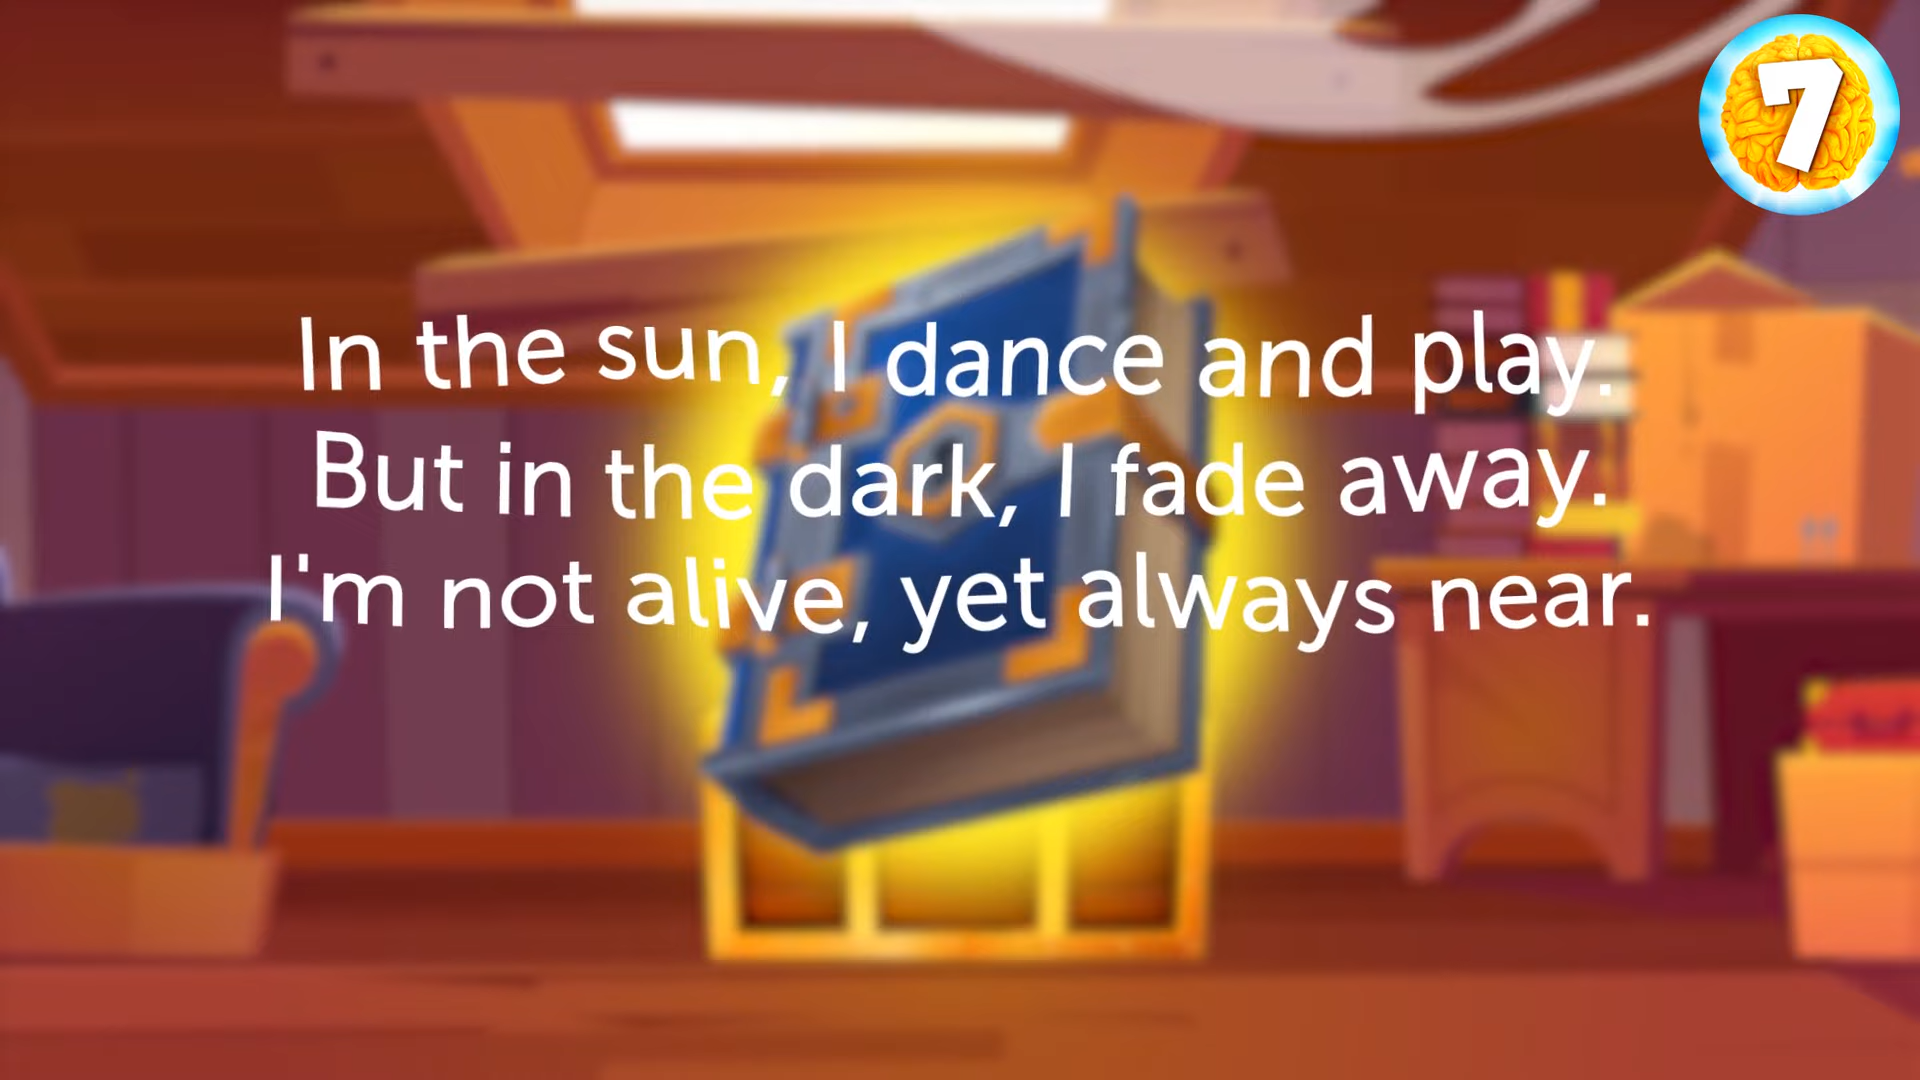 7
In the sun, I dance and play.
But in the dark, I fade away.
I'm not alive, yet always near.